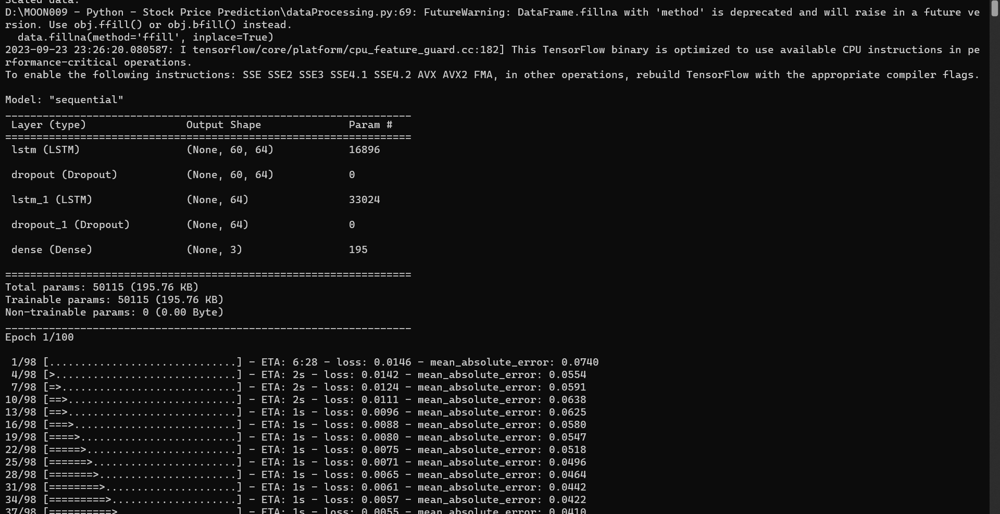 Scaled data.
D:\MOON009 - Python - Stock Price Prediction\dataProcessing.py:69: FutureWarning: DataFrame.fillna with 'method' is deprecated and will raise in a future ve
rsion. Use obj.ffill() or obj.bfill() instead.
  data.fillna(method='ffill', inplace=True)
2023-09-23 23:26:20.080587: I tensorflow/core/platform/cpu_feature_guard.cc:182] This TensorFlow binary is optimized to use available CPU instructions in pe
rformance-critical operations.
To enable the following instructions: SSE SSE2 SSE3 SSE4.1 SSE4.2 AVX AVX2 FMA, in other operations, rebuild TensorFlow with the appropriate compiler flags.
Model: "sequential"
_________________________________________________________________
 Layer (type)                Output Shape              Param #
=================================================================
 lstm (LSTM)                 (None, 60, 64)            16896
 dropout (Dropout)           (None, 60, 64)            0
 lstm_1 (LSTM)               (None, 64)                33024
 dropout_1 (Dropout)         (None, 64)                0
 dense (Dense)               (None, 3)                 195
=================================================================
Total params: 50115 (195.76 KB)
Trainable params: 50115 (195.76 KB)
Non-trainable params: 0 (0.00 Byte)
_________________________________________________________________
Epoch 1/100
 1/98 [..............................] - ETA: 6:28 - loss: 0.0146 - mean_absolute_error: 0.0740
 4/98 [>.............................] - ETA: 2s - loss: 0.0142 - mean_absolute_error: 0.0554
 7/98 [=>............................] - ETA: 2s - loss: 0.0124 - mean_absolute_error: 0.0591
10/98 [==>...........................] - ETA: 2s - loss: 0.0111 - mean_absolute_error: 0.0638
13/98 [==>...........................] - ETA: 1s - loss: 0.0096 - mean_absolute_error: 0.0625
16/98 [===>..........................] - ETA: 1s - loss: 0.0088 - mean_absolute_error: 0.0580
19/98 [====>.........................] - ETA: 1s - loss: 0.0080 - mean_absolute_error: 0.0547
22/98 [=====>........................] - ETA: 1s - loss: 0.0075 - mean_absolute_error: 0.0518
25/98 [======>.......................] - ETA: 1s - loss: 0.0071 - mean_absolute_error: 0.0496
28/98 [=======>......................] - ETA: 1s - loss: 0.0065 - mean_absolute_error: 0.0464
31/98 [========>.....................] - ETA: 1s - loss: 0.0061 - mean_absolute_error: 0.0442
34/98 [=========>....................] - ETA: 1s - loss: 0.0057 - mean_absolute_error: 0.0422
37/98 [==========>...................] - ETA: 1s - loss: 0.0055 - mean_absolute_error: 0.0410